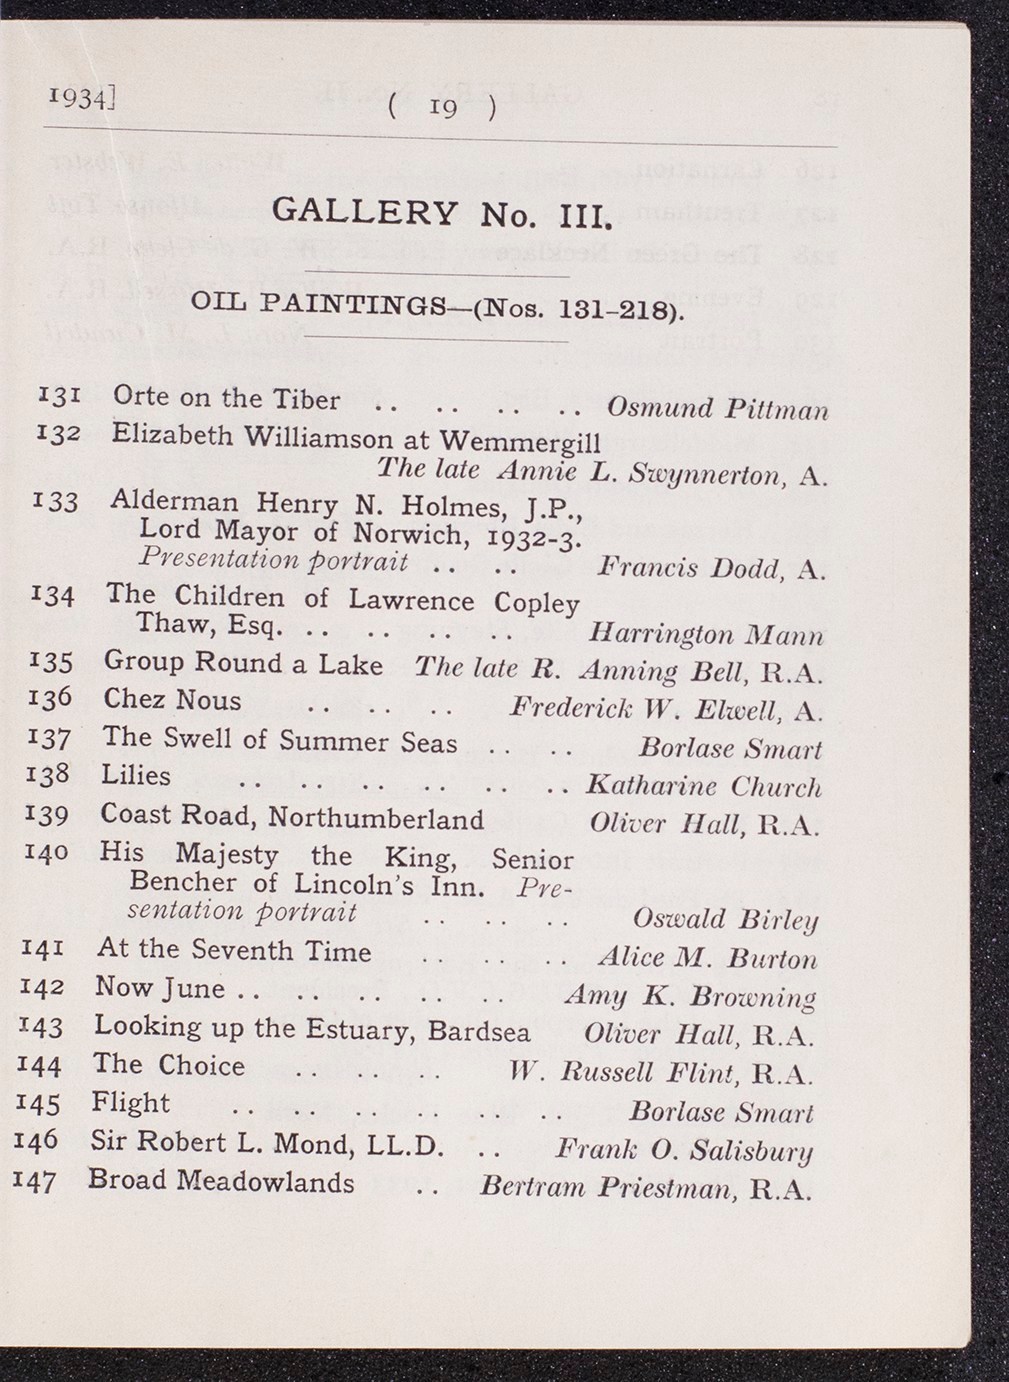 1934]
( 19 )
GALLERY No. III.
OIL PAINTINGS—(Nos. 131-218).
131 Orte on the Tiber .. .. .. .. Osmund Pittman
132 Elizabeth Williamson at Wemmergill
The late Annie L. Swynnerton, A.
133 Alderman Henry N. Holmes, J.P.,
Lord Mayor of Norwich, 1932-3.
Presentation portrait .. .. Francis Dodd, A.
134 The Children of Lawrence Copley
Thaw, Esq. .. .. .. .. Harrington Mann
135 Group Round a Lake The late R. Anning Bell, R.A.
136 Chez Nous .. .. .. Frederick W. Elwell, A.
137 The Swell of Summer Seas .. .. Borlase Smart
138 Lilies .. .. .. .. .. .. Katharine Church
139 Coast Road, Northumberland Oliver Hall, R.A.
140 His Majesty the King, Senior
Bencher of Lincoln's Inn. Pre-
sentation portrait .. .. .. Oswald Birley
141 At the Seventh Time .. .. .. Alice M. Burton
142 Now June .. .. .. .. .. Amy K. Browning
143 Looking up the Estuary, Bardsea Oliver Hall, R.A.
144 The Choice .. .. .. W. Russell Flint, R.A.
145 Flight .. .. .. .. .. .. Borlase Smart
146 Sir Robert L. Mond, LL.D. .. Frank O. Salisbury
147 Broad Meadowlands .. Bertram Priestman, R.A.